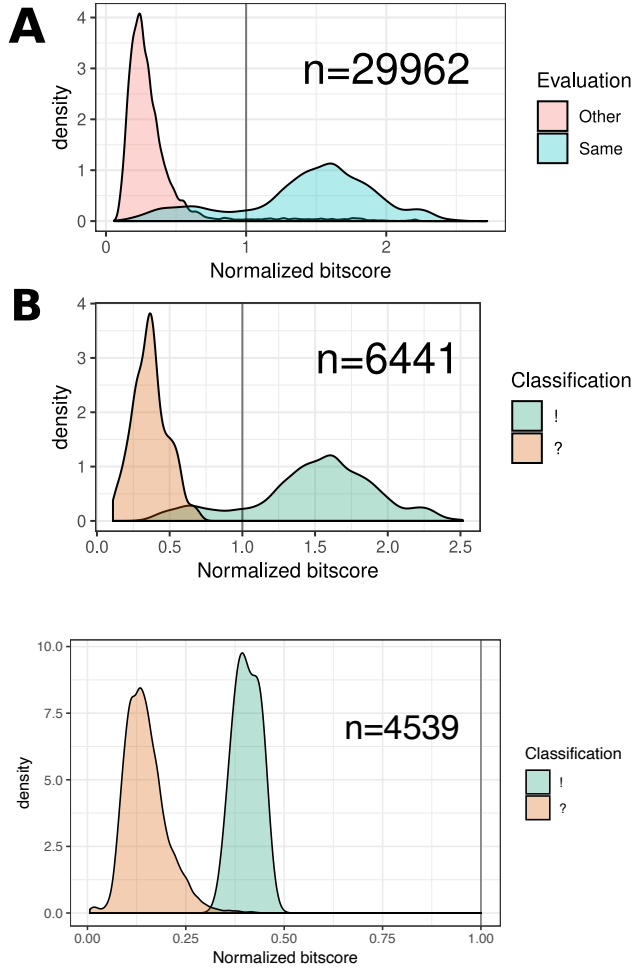 A
4
3
2
1
0
density
n=29962
0 1 2
Normalized bitscore
Evaluation
Other
Same
B
4
3
2
1
0
density
n=6441
0.0 0.5 1.0 1.5 2.0 2.5
Normalized bitscore
Classification
!
?
10.0
7.5
5.0
2.5
0.0
density
n=4539
0.00 0.25 0.50 0.75 1.00
Normalized bitscore
Classification
!
?